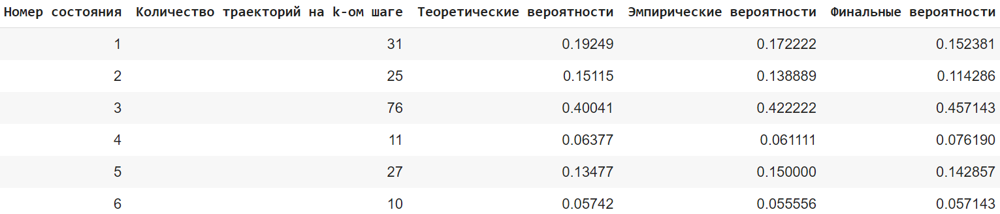 Номер состояния Количество траекторий на k-ом шаге Теоретические вероятности Эмпирические вероятности Финальные вероятности
1 31 0.19249 0.172222 0.152381
2 25 0.15115 0.138889 0.114286
3 76 0.40041 0.422222 0.457143
4 11 0.06377 0.061111 0.076190
5 27 0.13477 0.150000 0.142857
6 10 0.05742 0.055556 0.057143